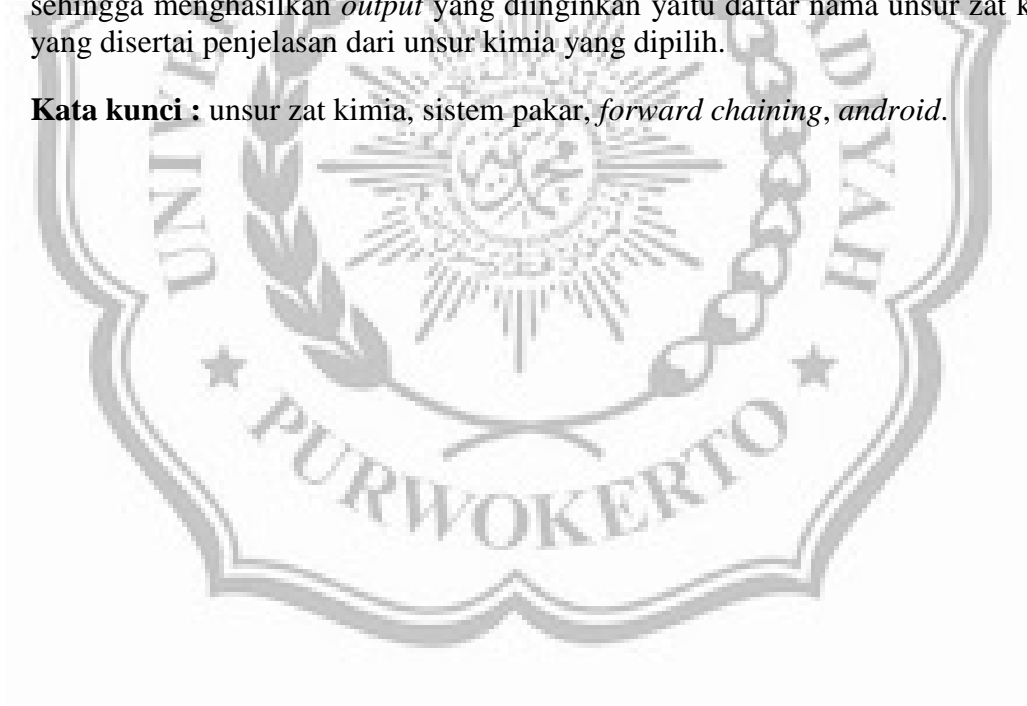 sehingga menghasilkan output yang diinginkan yaitu daftar nama unsur zat
yang disertai penjelasan dari unsur kimia yang dipilih.
Kata kunci : unsur zat kimia, sistem pakar, forward chaining, android.
PURWOKERTO